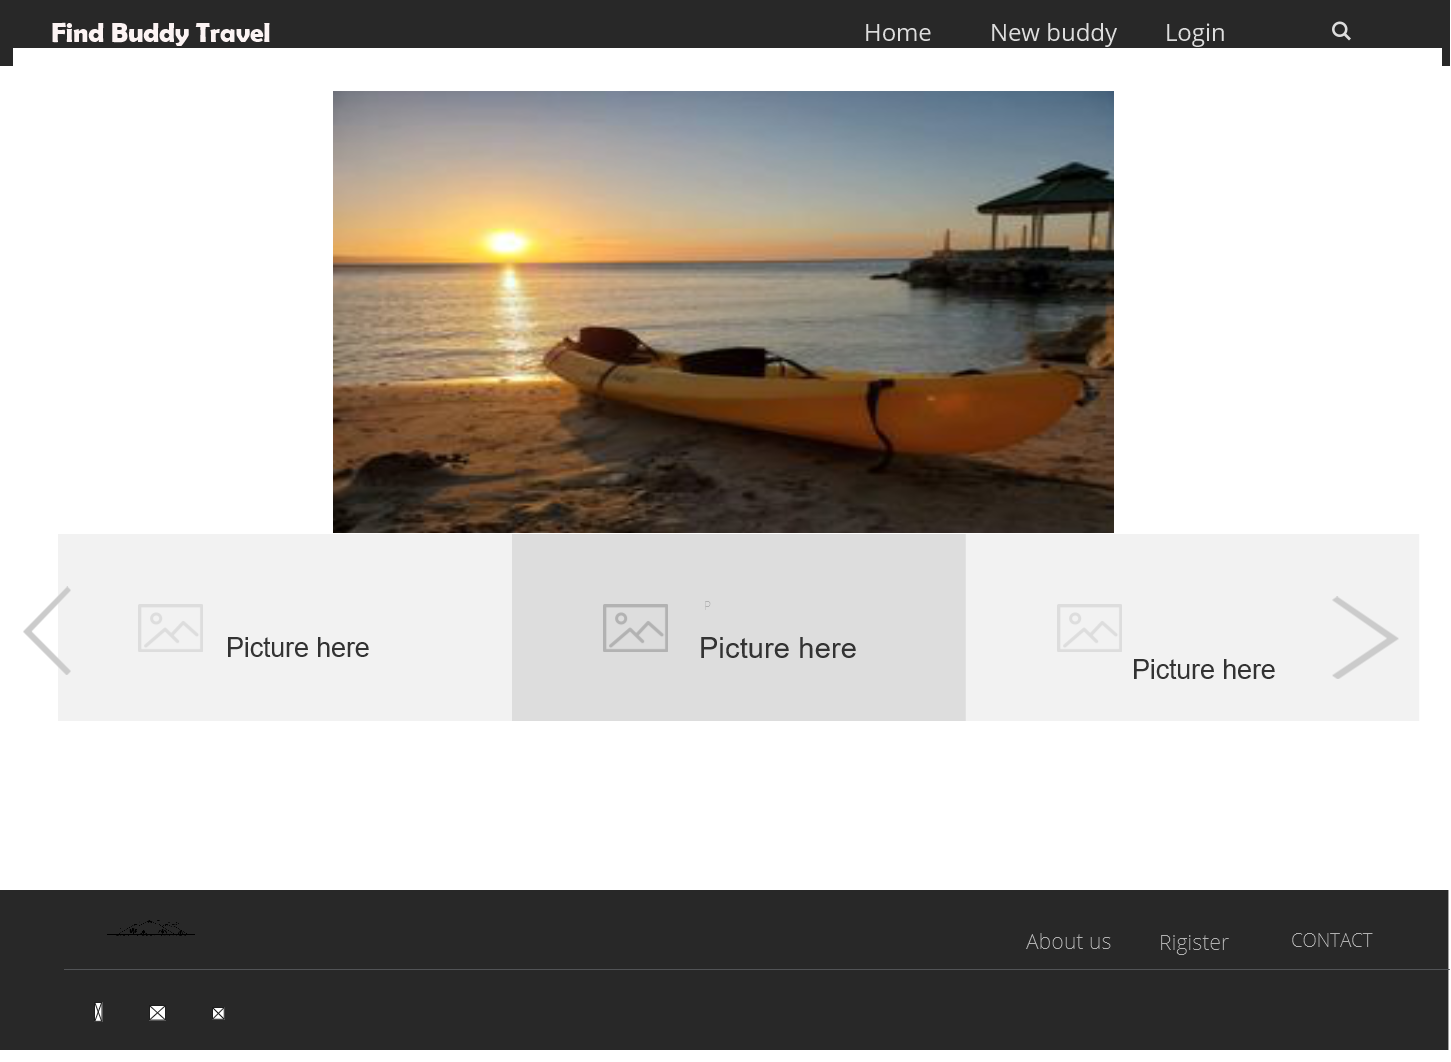 Find Buddy Travel
Home
New buddy
Login
P
Picture here
Picture here
Picture here
About us
Rigister
CONTACT